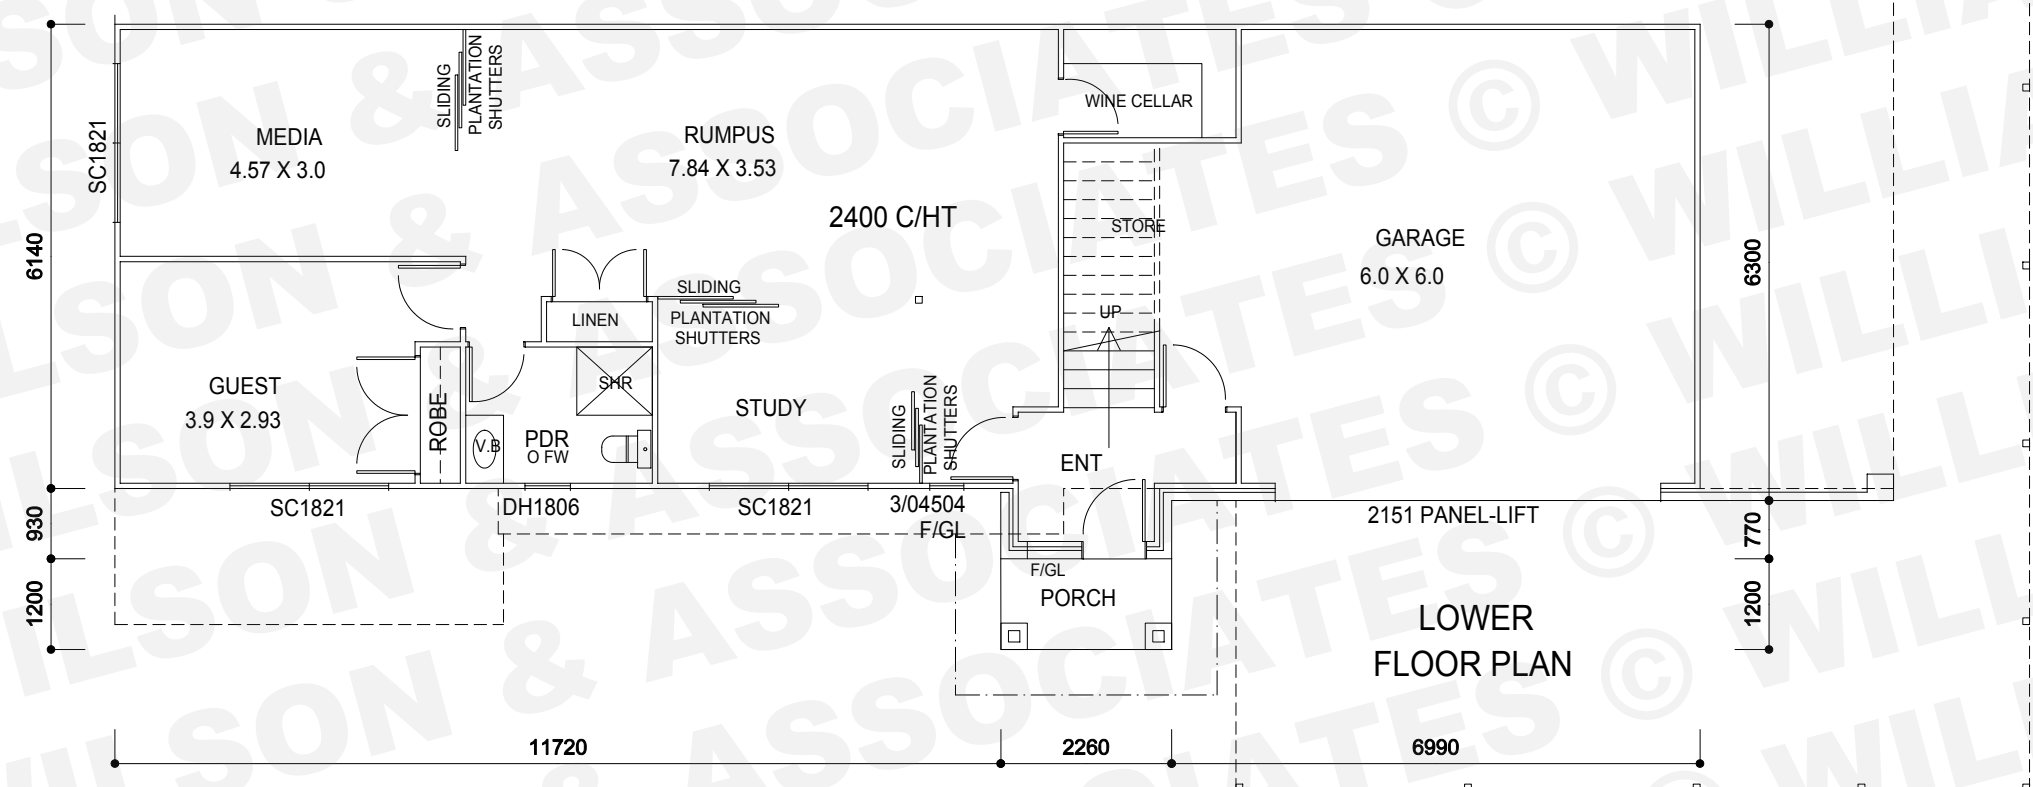 SC1821
MEDIA
4.57 X 3.0
SLIDING
PLANTATION
SHUTTERS
RUMPUS
7.84 X 3.53
2400 C/HT
WINE CELLAR
STORE
UP
GARAGE
6.0 X 6.0
6140
6300
GUEST
3.9 X 2.93
ROBE
LINEN
SLIDING
PLANTATION
SHUTTERS
SHR
V.B
PDR
O FW
STUDY
SLIDING
PLANTATION
SHUTTERS
ENT
SC1821
DH1806
SC1821
3/04504
F/GL
2151 PANEL-LIFT
930
770
F/GL
PORCH
1200
1200
LOWER
FLOOR PLAN
11720
2260
6990
WILSON & ASSOCIATES © WILLIA